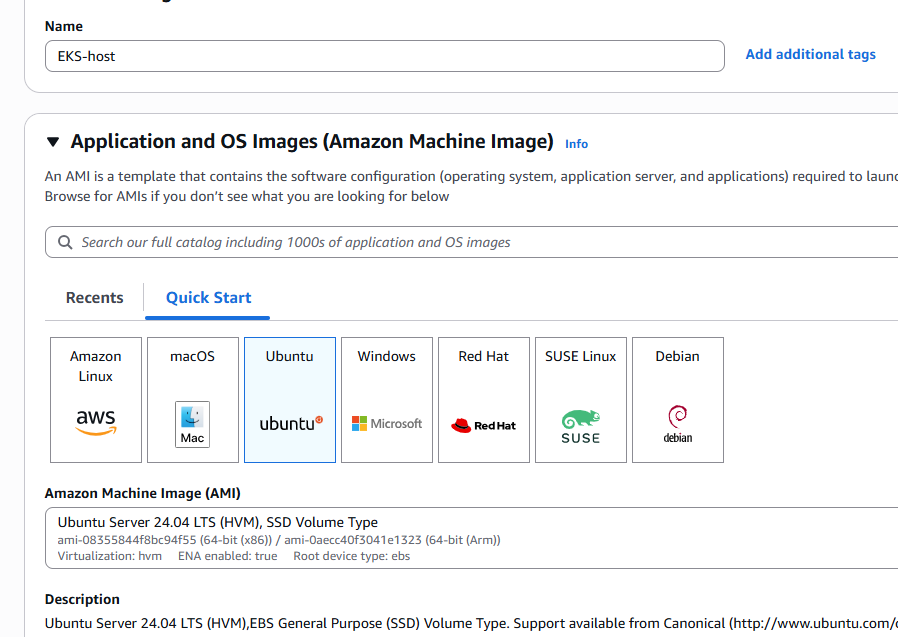 Name
EKS-host
Add additional tags
Application and OS Images (Amazon Machine Image) Info
An AMI is a template that contains the software configuration (operating system, application server, and applications) required to
Browse for AMIs if you don't see what you are looking for below
Search our full catalog including 1000s of application and OS images
Recents
Quick Start
Amazon Linux
aws
macOS
Mac
Ubuntu
ubuntu
Windows
Microsoft
Red Hat
Red Hat
SUSE Linux
SUSE
Debian
debian
Amazon Machine Image (AMI)
Ubuntu Server 24.04 LTS (HVM), SSD Volume Type
ami-08355844f8bc94f55 (64-bit (x86)) / ami-0aecc40f3041e1323 (64-bit (Arm))
Virtualization: hvm ENA enabled: true Root device type: ebs
Description
Ubuntu Server 24.04 LTS (HVM),EBS General Purpose (SSD) Volume Type. Support available from Canonical (http://www.ubuntu.com/